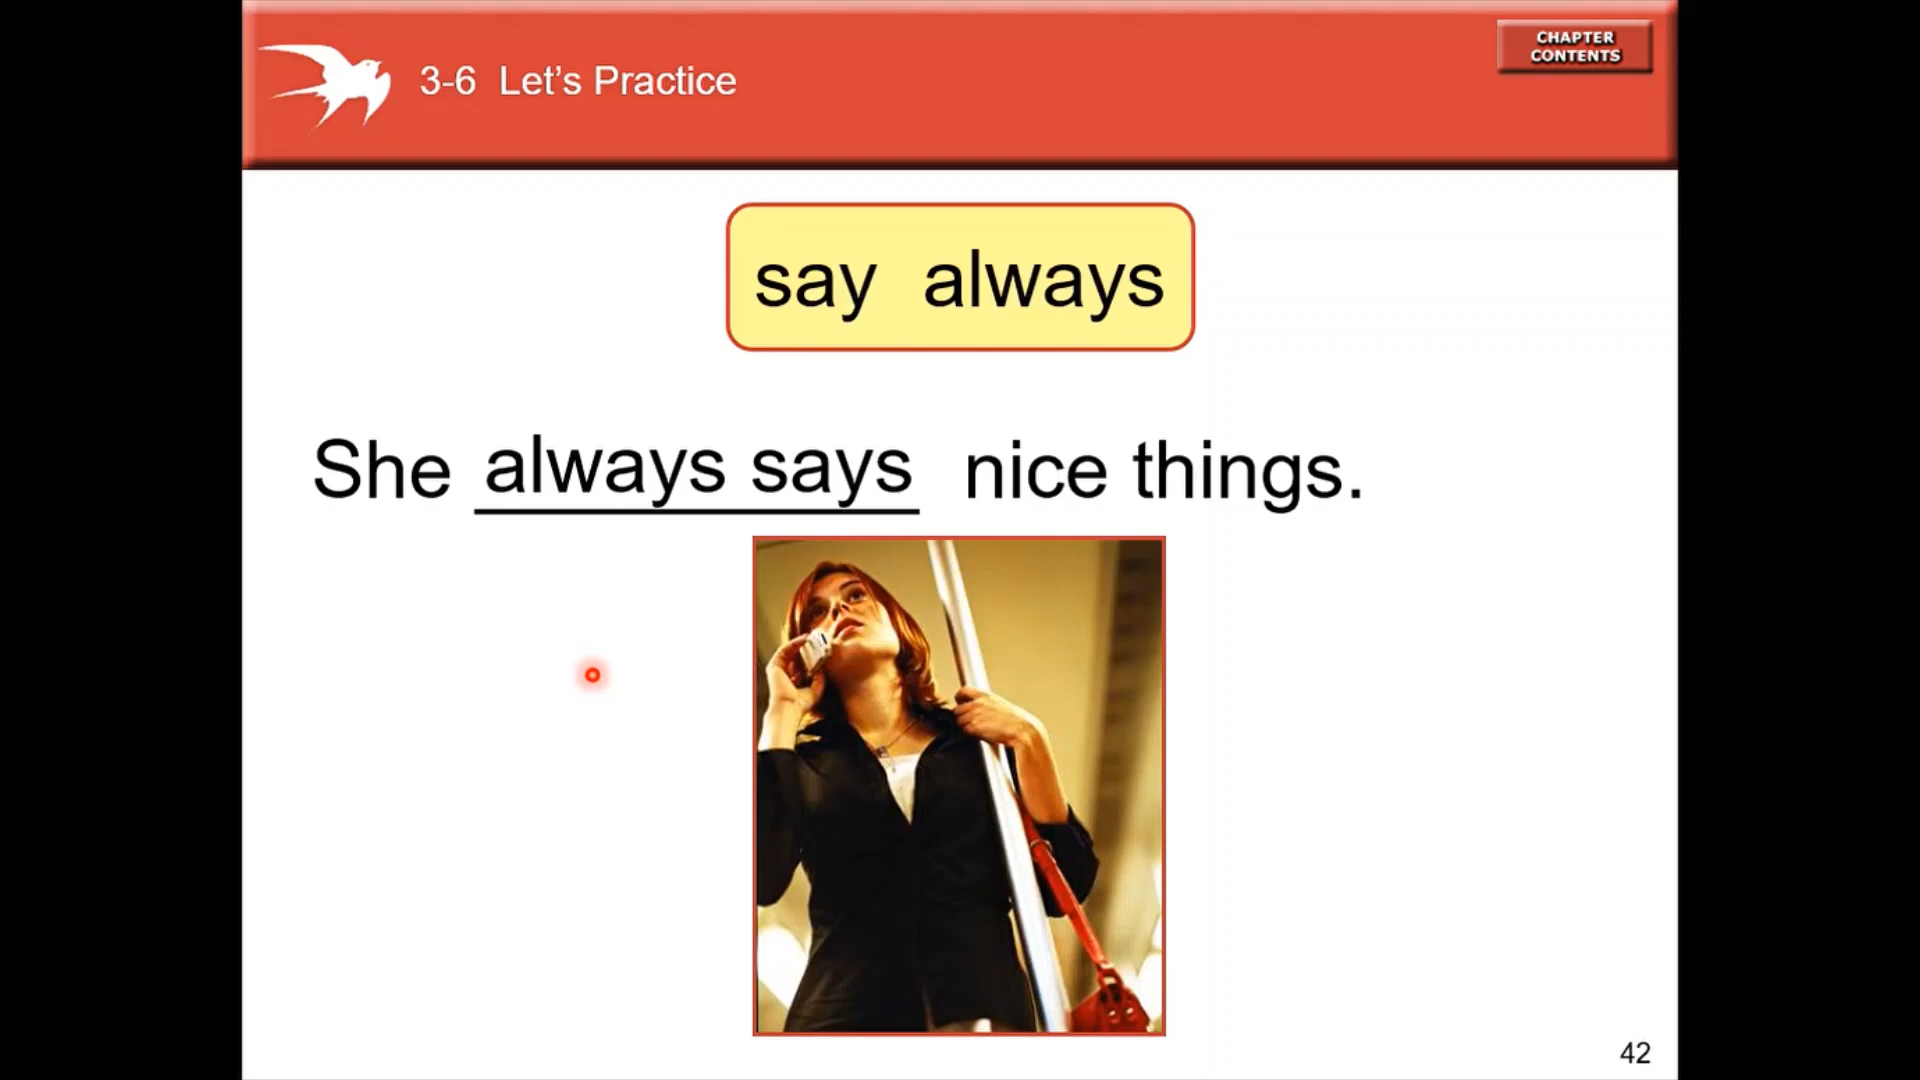 3-6 Let’s Practice
CHAPTER
CONTENTS
say always
She always says nice things.
42